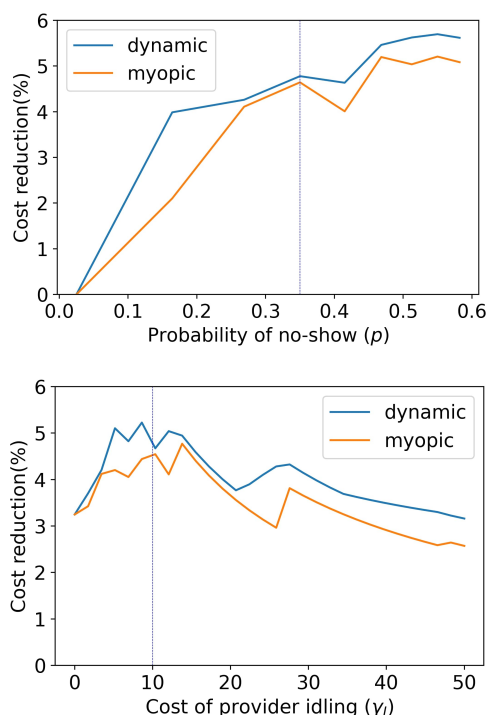 6
5
4
3
2
1
0
Cost reduction(%)
dynamic
myopic
0.0 0.1 0.2 0.3 0.4 0.5 0.6
Probability of no-show (p)
6
5
4
3
2
1
0
Cost reduction(%)
dynamic
myopic
0 10 20 30 40 50
Cost of provider idling (γI)